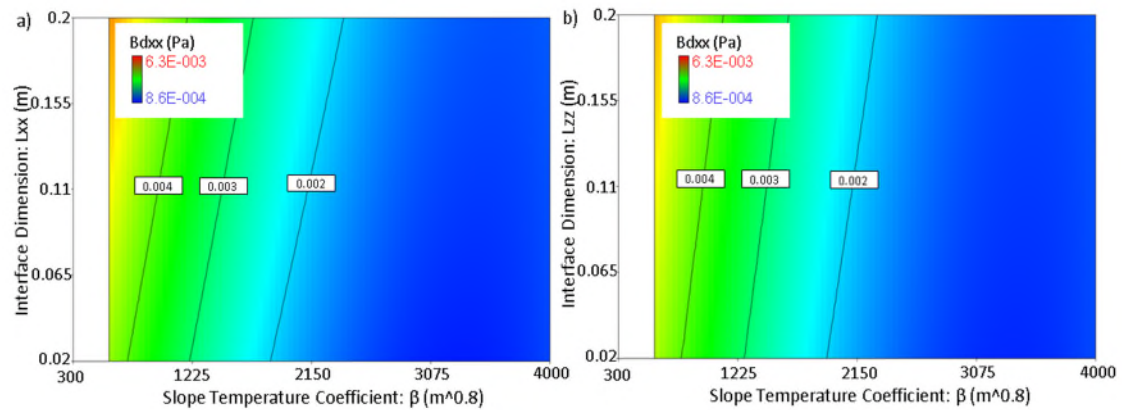 a)
Interface Dimension: Lxx (m)
0.2
0.155
0.11
0.065
0.02
Bdxx (Pa)
6.3E-003
8.6E-004
0.004
0.003
0.002
300
1225
2150
3075
4000
Slope Temperature Coefficient: β (m^0.8)
b)
Interface Dimension: Lzz (m)
0.2
0.155
0.11
0.065
0.02
Bdxx (Pa)
6.3E-003
8.6E-004
0.004
0.003
0.002
300
1225
2150
3075
4000
Slope Temperature Coefficient: β (m^0.8)